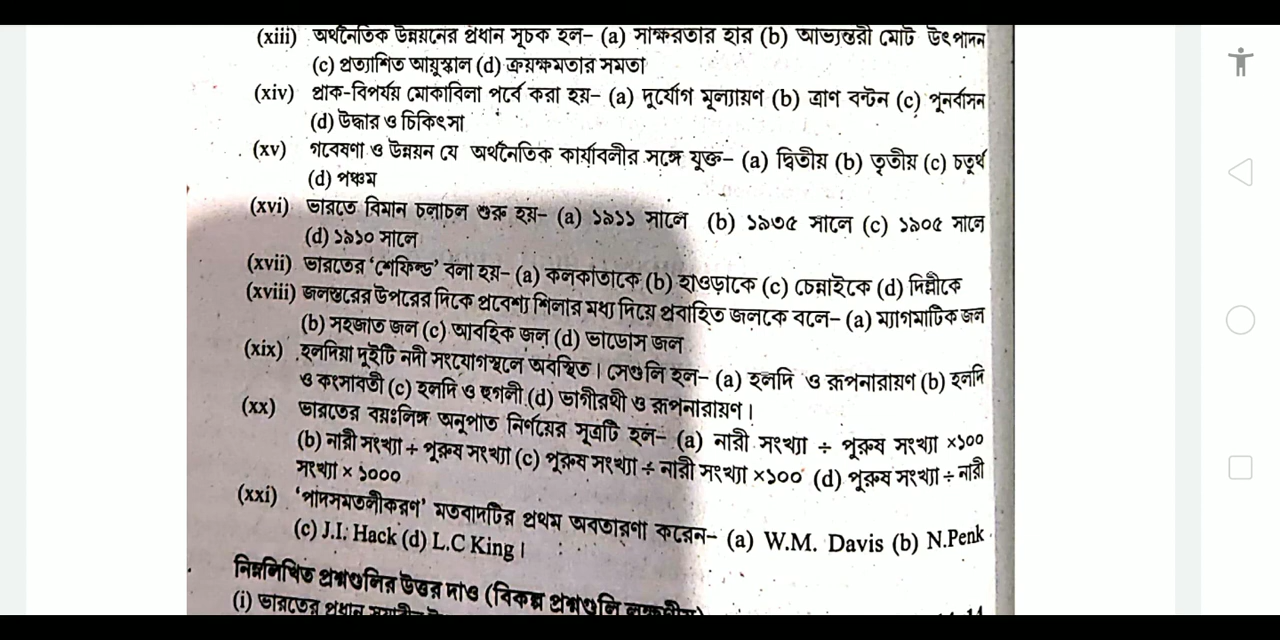 (xiii) অর্থনৈতিক উন্নয়নের প্রধান সূচক হল– (a) সাক্ষরতার হার (b) আভ্যন্তরী মোট উৎপাদন
(c) প্রত্যাশিত আয়ুস্কাল (d) ক্রয়ক্ষমতার সমতা
(xiv) প্রাক-বিপর্যয় মোকাবিলা পর্বে করা হয়– (a) দুর্যোগ মূল্যায়ণ (b) ত্রাণ বন্টন (c) পুনর্বাসন
(d) উদ্ধার ও চিকিৎসা
(xv) গবেষণা ও উন্নয়ন যে অর্থনৈতিক কার্যাবলীর সঙ্গে যুক্ত– (a) দ্বিতীয় (b) তৃতীয় (c) চতুর্থ
(d) পঞ্চম
(xvi) ভারতে বিমান চলাচল শুরু হয়– (a) ১৯১১ সালে (b) ১৯৩৫ সালে (c) ১৯০৫ সালে
(d) ১৯১০ সালে
(xvii) ভারতের ‘শেফিল্ড’ বলা হয়– (a) কলকাতাকে (b) হাওড়াকে (c) চেন্নাইকে (d) দিল্লীকে
(xviii) জলস্তরের উপরের দিকে প্রবেশ্য শিলার মধ্য দিয়ে প্রবাহিত জলকে বলে– (a) ম্যাগমাটিক জল
(b) সহজাত জল (c) আবহিক জল (d) ভাডোস জল
(xix) হলদিয়া দুইটি নদী সংযোগস্থলে অবস্থিত। সেগুলি হল– (a) হলদি ও রূপনারায়ণ (b) হলদি
ও কংসাবতী (c) হলদি ও হুগলী (d) ভাগীরথী ও রূপনারায়ণ।
(xx) ভারতের বয়ঃলিঙ্গ অনুপাত নির্ণয়ের সূত্রটি হল– (a) নারী সংখ্যা ÷ পুরুষ সংখ্যা ×১০০
(b) নারী সংখ্যা ÷ পুরুষ সংখ্যা (c) পুরুষ সংখ্যা ÷ নারী সংখ্যা ×১০০ (d) পুরুষ সংখ্যা ÷ নারী
সংখ্যা × ১০০০
(xxi) ‘পাদসমতলীকরণ’ মতবাদটির প্রথম অবতারণা করেন– (a) W.M. Davis (b) N.Penk
(c) J.I. Hack (d) L.C King।
নিম্নলিখিত প্রশ্নগুলির উত্তর দাও (বিকল্প প্রশ্নগুলি লক্ষণীয়)
(i) ভারতের প্রধান